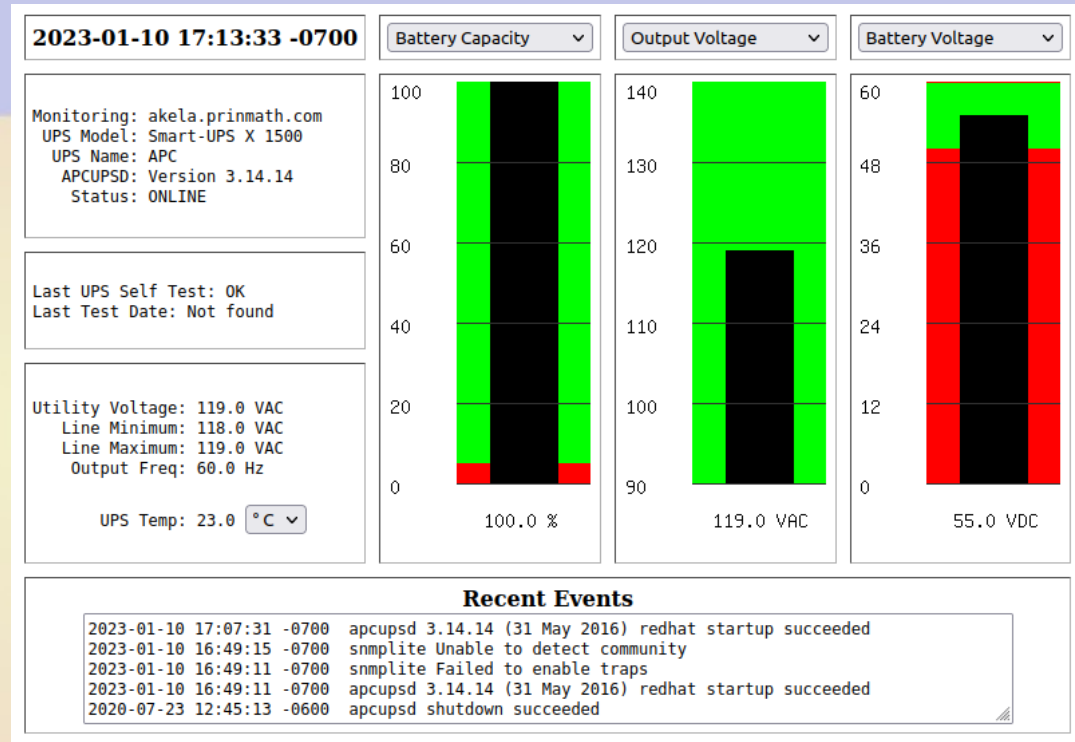 2023-01-10 17:13:33 -0700
Battery Capacity
Output Voltage
Battery Voltage
Monitoring: akela.prinmath.com
UPS Model: Smart-UPS X 1500
UPS Name: APC
APCUPSD: Version 3.14.14
Status: ONLINE
Last UPS Self Test: OK
Last Test Date: Not found
Utility Voltage: 119.0 VAC
Line Minimum: 118.0 VAC
Line Maximum: 119.0 VAC
Output Freq: 60.0 Hz
UPS Temp: 23.0 °C
100
80
60
40
20
0
100.0 %
140
130
120
110
100
90
119.0 VAC
60
48
36
24
12
0
55.0 VDC
Recent Events
2023-01-10 17:07:31 -0700 apcupsd 3.14.14 (31 May 2016) redhat startup succeeded
2023-01-10 16:49:15 -0700 snmplite Unable to detect community
2023-01-10 16:49:11 -0700 snmplite Failed to enable traps
2023-01-10 16:49:11 -0700 apcupsd 3.14.14 (31 May 2016) redhat startup succeeded
2020-07-23 12:45:13 -0600 apcupsd shutdown succeeded